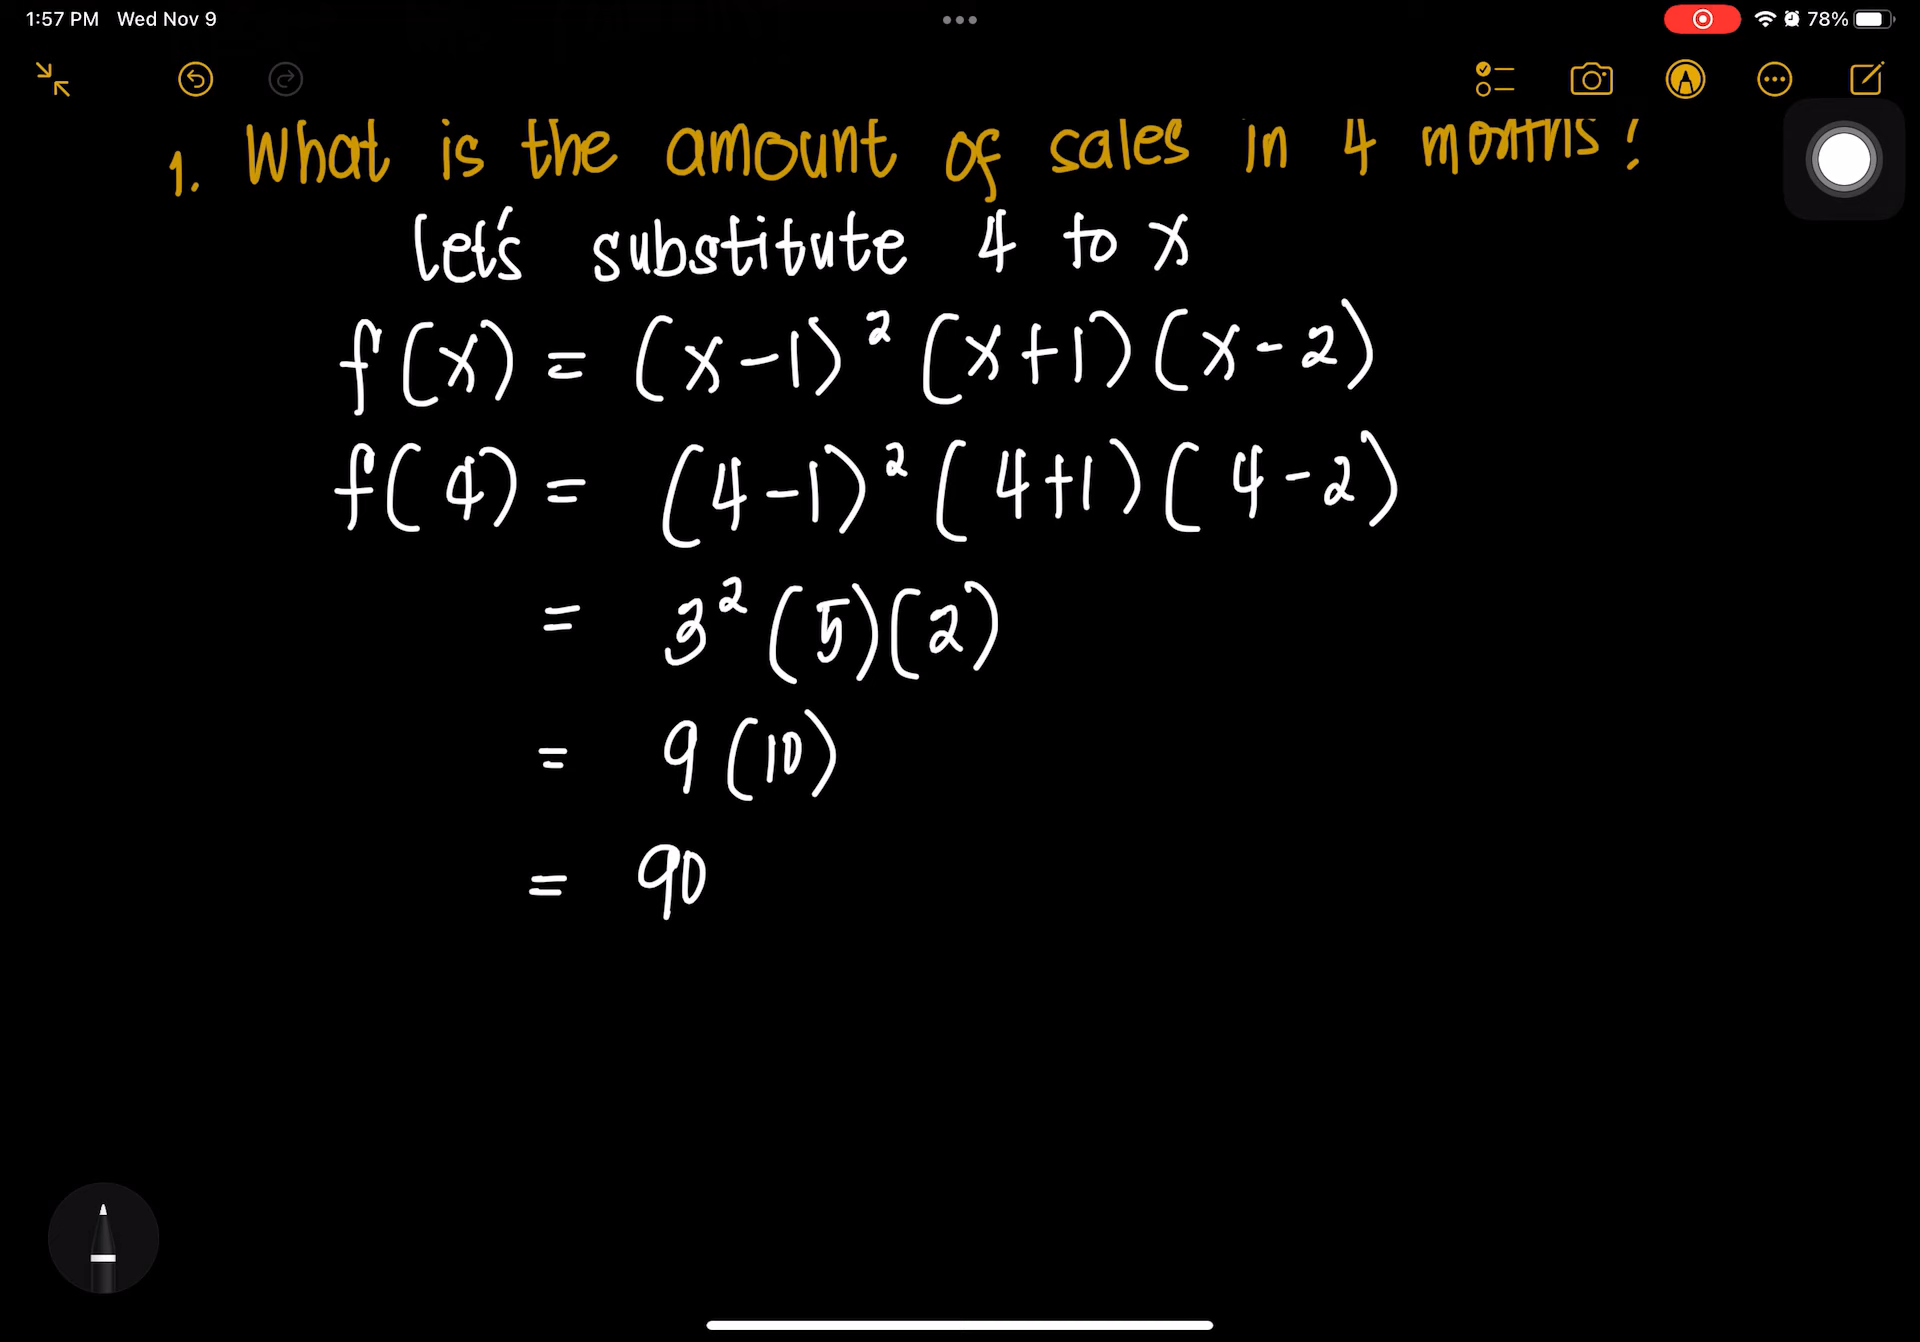 1:57 PM Wed Nov 9
78%
1. What is the amount of sales in 4 months?
let's substitute 4 to x
f(x) = (x-1)² (x+1)(x-2)
f(4) = (4-1)² (4+1)(4-2)
= 3² (5)(2)
= 9 (10)
= 90